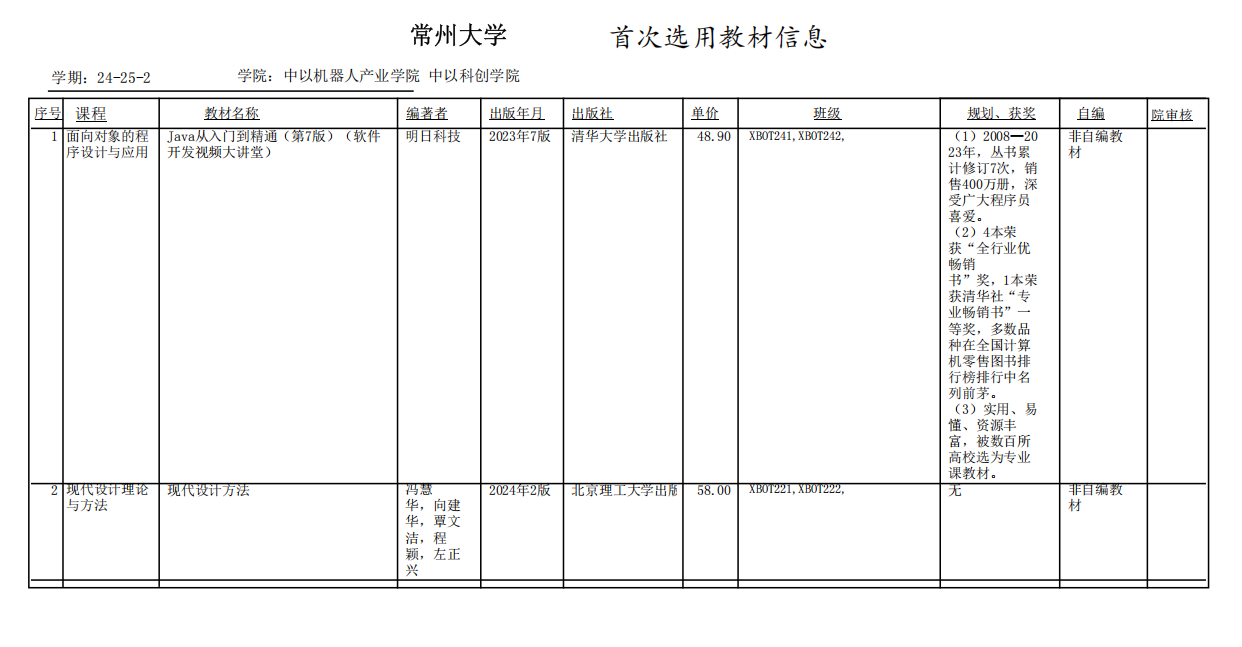 常州大学 首次选用教材信息
学期：24-25-2 学院：中以机器人产业学院 中以科创学院
序号 课程 教材名称 编著者 出版年月 出版社 单价 班级 规划、获奖 自编 院审核
1 面向对象的程 Java从入门到精通（第7版）（软件 明日科技 2023年7版 清华大学出版社 48.90 XBOT241,XBOT242, （1）2008—20 非自编教
序设计与应用 开发视频大讲堂） 23年，丛书累 材
计修订7次，销
售400万册，深
受广大程序员
喜爱。
（2）4本荣
获“全行业优
畅销
书”奖，1本荣
获清华社“专
业畅销书”一
等奖，多数品
种在全国计算
机零售图书排
行榜排行中名
列前茅。
（3）实用、易
懂、资源丰
富，被数百所
高校选为专业
课教材。
2 现代设计理论 现代设计方法 冯慧 2024年2版 北京理工大学出版 58.00 XBOT221,XBOT222, 无 非自编教
与方法 华，向建 材
华，覃文
洁，程
颖，左正
兴